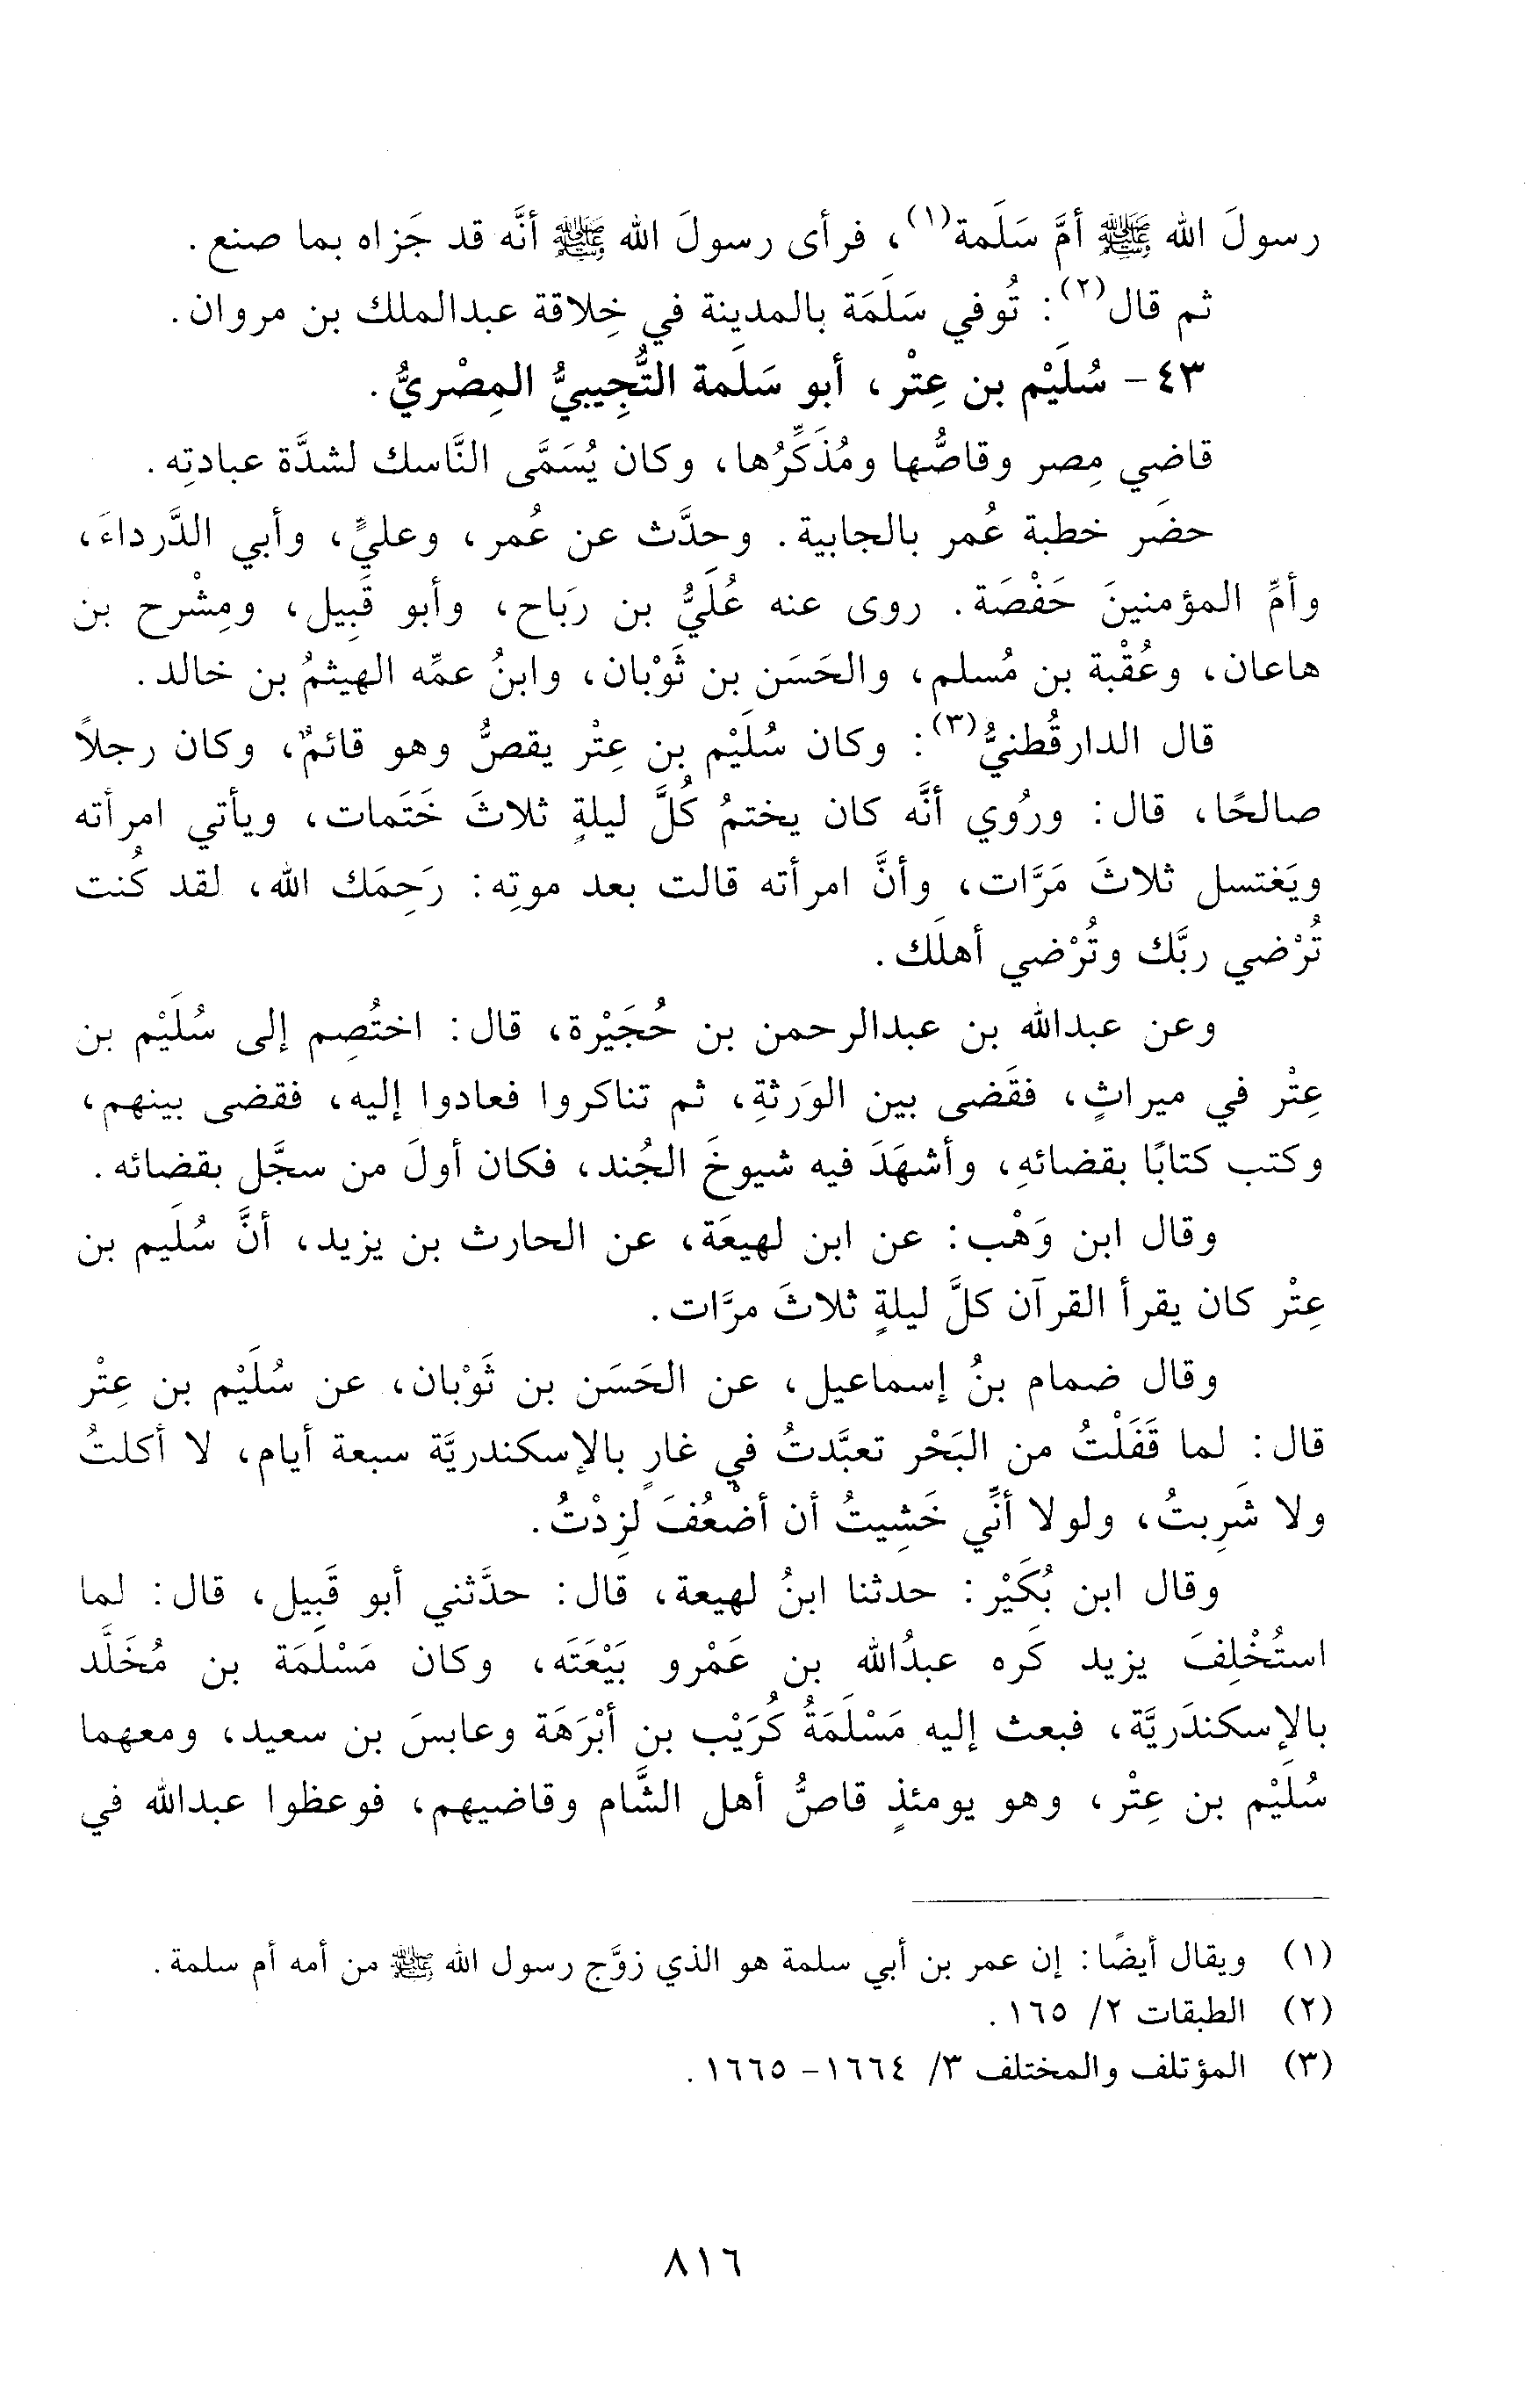 رسولَ الله ﷺ أمَّ سَلَمة(١)، فرأى رسولَ الله ﷺ أنَّه قد جَزاه بما صنع.
ثم قال(٢): تُوفي سَلَمَة بالمدينة في خِلاقة عبدالملك بن مروان.
٤٣- سُلَيْم بن عِتْر، أبو سَلَمة التُّجِيبيُّ المِصْريُّ.
قاضي مِصر وقاصُّها ومُذَكِّرُها، وكان يُسَمَّى النَّاسك لشدَّة عبادتِه.
حضَر خطبة عُمر بالجابية. وحدَّث عن عُمر، وعليٍّ، وأبي الدَّرداءَ،
وأمِّ المؤمنينَ حَفْصَة. روى عنه عُلَيُّ بن رَبَاح، وأبو قَبِيل، ومِشْرح بن
هاعان، وعُقْبة بن مُسلم، والحَسَن بن ثَوْبان، وابنُ عمِّه الهيثمُ بن خالد.
قال الدارقُطنيُّ(٣): وكان سُلَيْم بن عِتْر يقصُّ وهو قائمٌ، وكان رجلاً
صالحًا، قال: ورُوي أنَّه كان يختمُ كُلَّ ليلةٍ ثلاثَ خَتَمات، ويأتي امرأته
ويَغتسل ثلاثَ مَرَّات، وأنَّ امرأته قالت بعد موتِه: رَحِمَك الله، لقد كُنت
تُرْضي ربَّك وتُرْضي أهلَك.
وعن عبدالله بن عبدالرحمن بن حُجَيْرة، قال: اختُصِم إلى سُلَيْم بن
عِتْر في ميراثٍ، فقَضى بين الوَرثةِ، ثم تناكروا فعادوا إليه، فقضى بينهم،
وكتب كتابًا بقضائهِ، وأشهَدَ فيه شيوخَ الجُند، فكان أولَ من سجَّل بقضائه.
وقال ابن وَهْب: عن ابن لهيعَة، عن الحارث بن يزيد، أنَّ سُلَيم بن
عِتْر كان يقرأ القرآن كلَّ ليلةٍ ثلاثَ مرَّات.
وقال ضمام بنُ إسماعيل، عن الحَسَن بن ثَوْبان، عن سُلَيْم بن عِتْر
قال: لما قَفَلْتُ من البَحْر تعبَّدتُ في غارٍ بالإسكندريَّة سبعة أيام، لا أكلتُ
ولا شَرِبتُ، ولولا أنِّي خَشِيتُ أن أضْعُفَ لزِدْتُ.
وقال ابن بُكَيْر: حدثنا ابنُ لهيعة، قال: حدَّثني أبو قَبِيل، قال: لما
استُخْلِفَ يزيد كَره عبدُالله بن عَمْرو بَيْعَتَه، وكان مَسْلَمَة بن مُخَلَّد
بالإسكندَريَّة، فبعث إليه مَسْلَمَةُ كُرَيْب بن أبْرَهَة وعابسَ بن سعيد، ومعهما
سُلَيْم بن عِتْر، وهو يومئذٍ قاصُّ أهل الشَّام وقاضيهم، فوعظوا عبدالله في
(١) ويقال أيضًا: إن عمر بن أبي سلمة هو الذي زوَّج رسول الله ﷺ من أمه أم سلمة.
(٢) الطبقات ٢/ ١٦٥.
(٣) المؤتلف والمختلف ٣/ ١٦٦٤- ١٦٦٥.
٨١٦